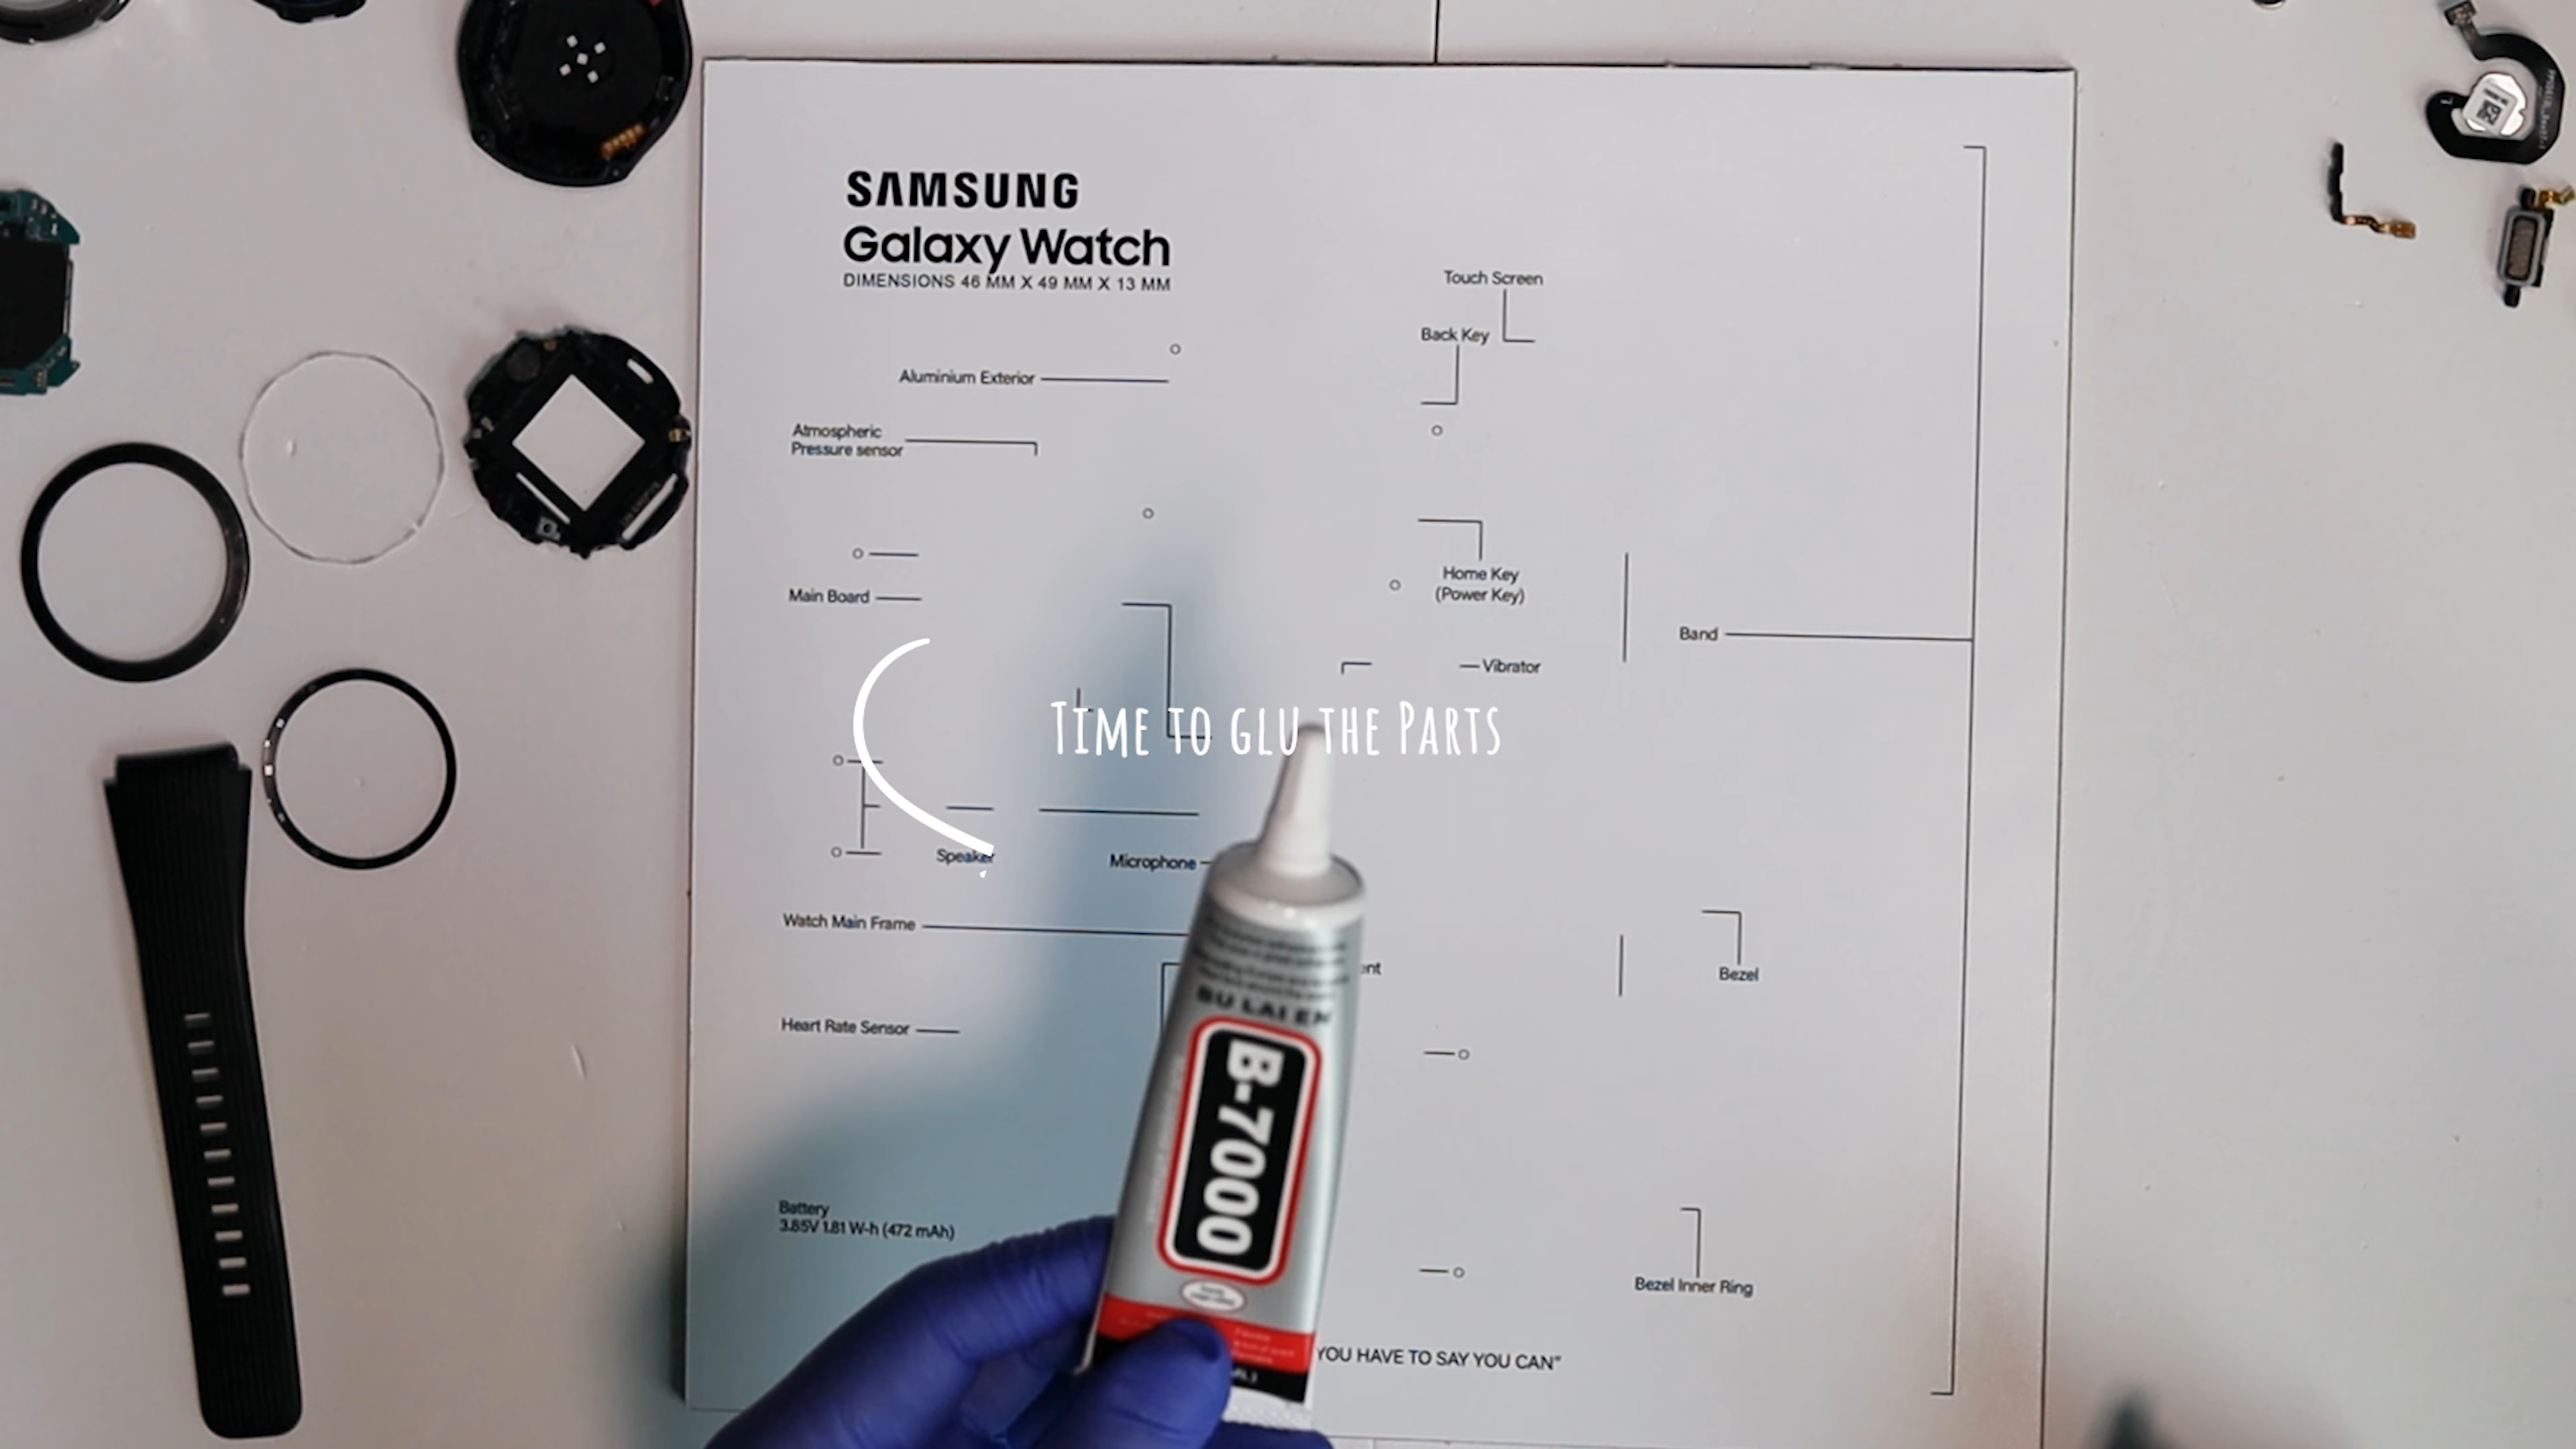 SAMSUNG
Galaxy Watch
DIMENSIONS 46 MM X 49 MM X 13 MM
Touch Screen
Back Key
Aluminium Exterior
Atmospheric
Pressure sensor
Home Key
(Power Key)
Main Board
Band
Vibrator
TIME TO GLU THE PARTS
Speaker
Microphone
Watch Main Frame
Bezel
Heart Rate Sensor
BU LAI EN
B-7000
Battery
3.85V 1.81 W-h (472 mAh)
Bezel Inner Ring
YOU HAVE TO SAY YOU CAN"